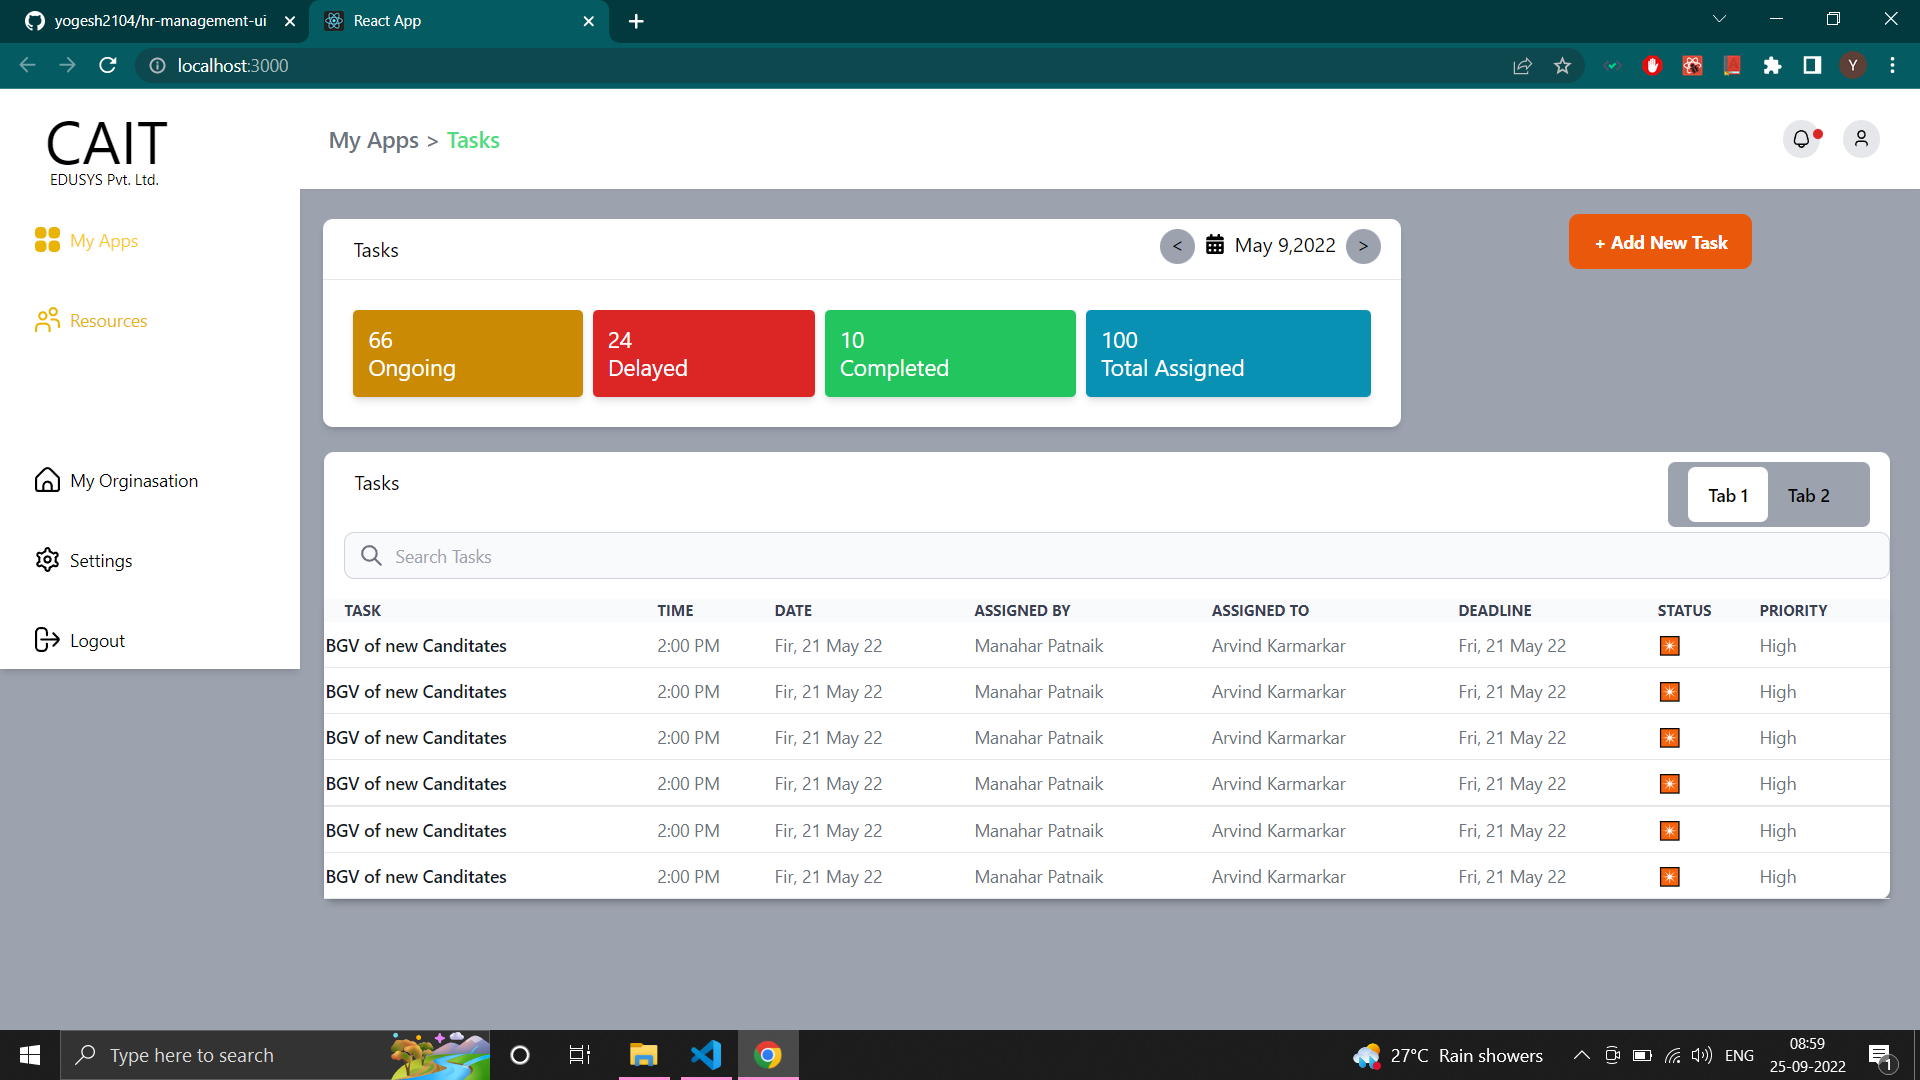 yogesh2104/hr-management-ui
React App
localhost:3000
Y
CAIT
EDUSYS Pvt. Ltd.
My Apps > Tasks
My Apps
Resources
My Orginasation
Settings
Logout
Tasks
< May 9,2022 >
+ Add New Task
66
Ongoing
24
Delayed
10
Completed
100
Total Assigned
Tasks
Tab 1 Tab 2
Search Tasks
TASK TIME DATE ASSIGNED BY ASSIGNED TO DEADLINE STATUS PRIORITY
BGV of new Canditates 2:00 PM Fir, 21 May 22 Manahar Patnaik Arvind Karmarkar Fri, 21 May 22 High
BGV of new Canditates 2:00 PM Fir, 21 May 22 Manahar Patnaik Arvind Karmarkar Fri, 21 May 22 High
BGV of new Canditates 2:00 PM Fir, 21 May 22 Manahar Patnaik Arvind Karmarkar Fri, 21 May 22 High
BGV of new Canditates 2:00 PM Fir, 21 May 22 Manahar Patnaik Arvind Karmarkar Fri, 21 May 22 High
BGV of new Canditates 2:00 PM Fir, 21 May 22 Manahar Patnaik Arvind Karmarkar Fri, 21 May 22 High
BGV of new Canditates 2:00 PM Fir, 21 May 22 Manahar Patnaik Arvind Karmarkar Fri, 21 May 22 High
Type here to search
27°C Rain showers
ENG
08:59
25-09-2022
1